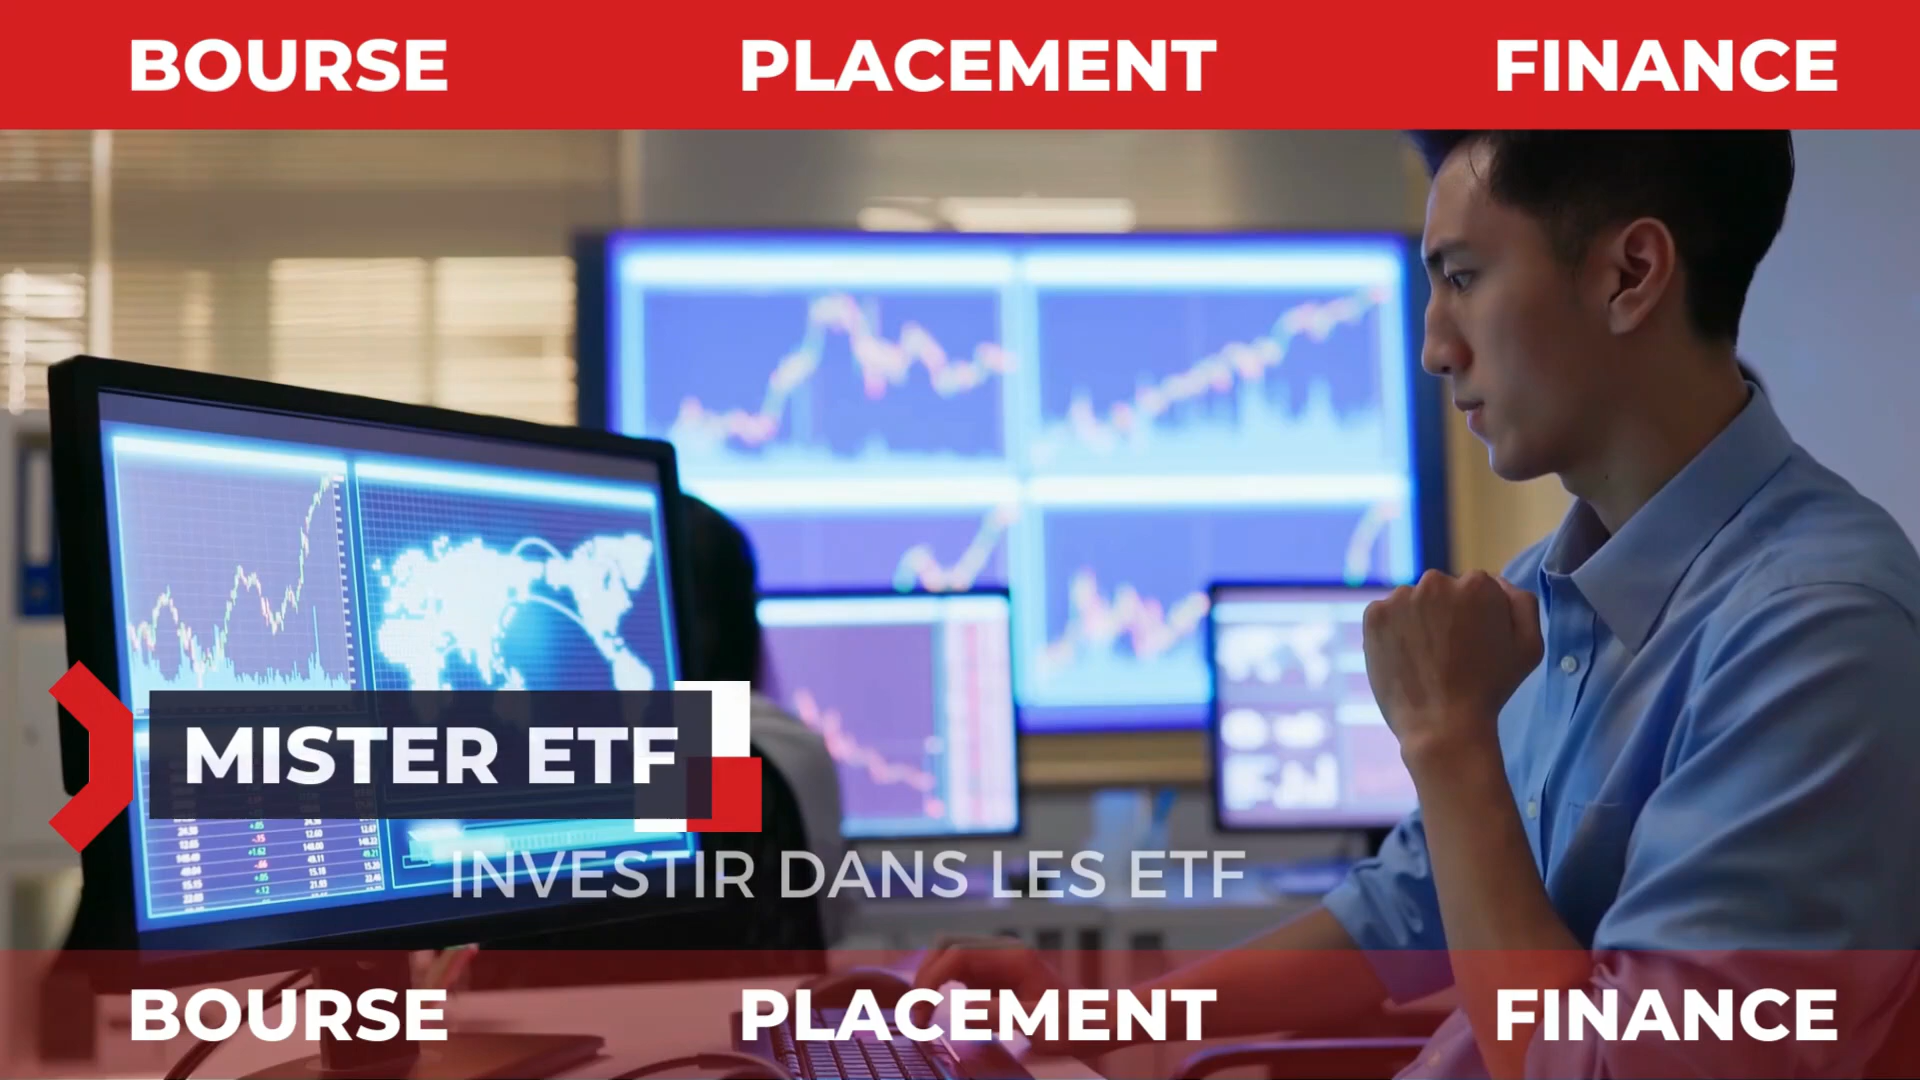 BOURSE PLACEMENT FINANCE
MISTER ETF
INVESTIR DANS LES ETF
BOURSE PLACEMENT FINANCE